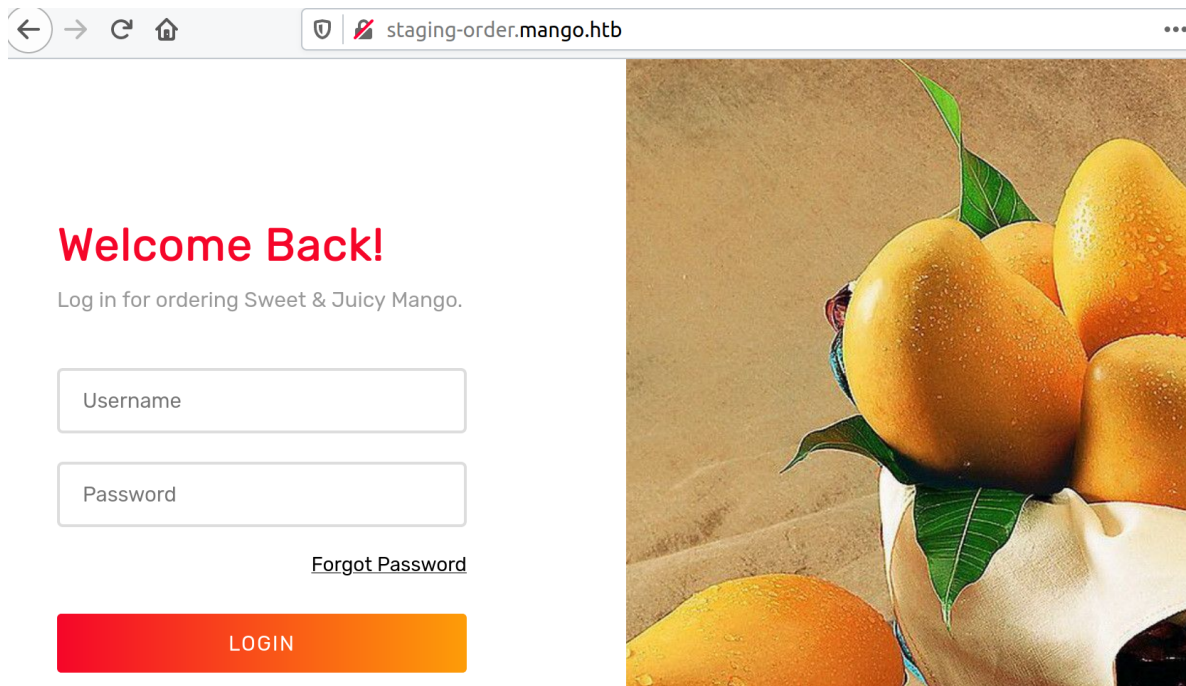 staging-order.mango.htb
Welcome Back!
Log in for ordering Sweet & Juicy Mango.
Username
Password
Forgot Password
LOGIN